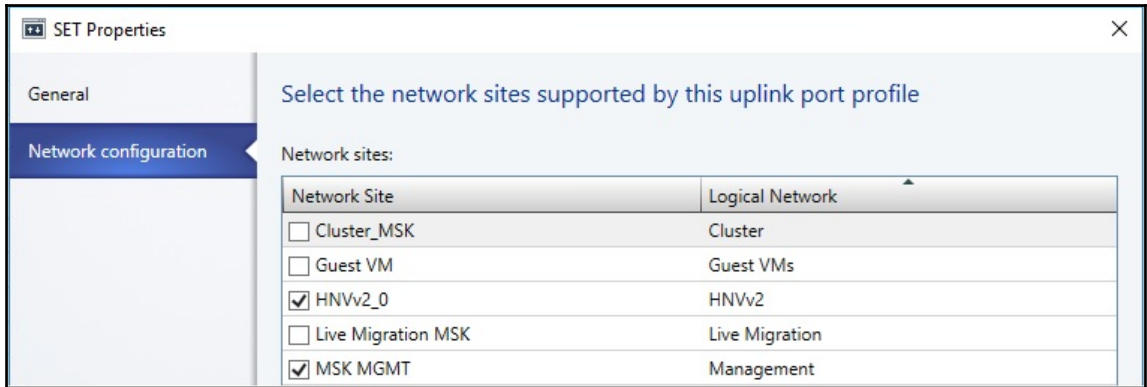 SET Properties
General
Network configuration
Select the network sites supported by this uplink port profile
Network sites:
Network Site Logical Network
Cluster_MSK Cluster
Guest VM Guest VMs
HNVv2_0 HNVv2
Live Migration MSK Live Migration
MSK MGMT Management